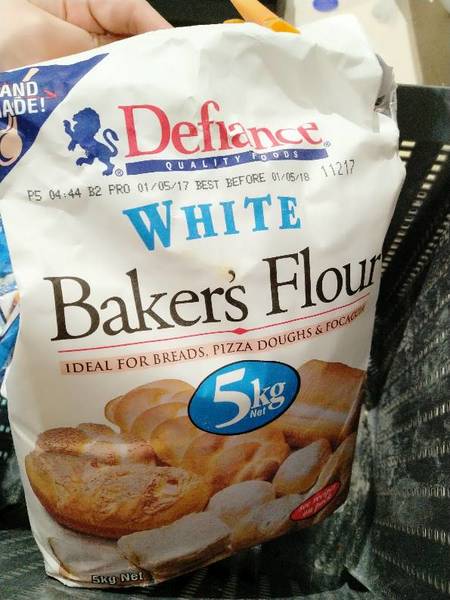 AND
ADE!
Defiance
QUALITY FOODS
P5 04:44 B2 PRO 01/05/17 BEST BEFORE 01/05/18 11217
WHITE
Baker's Flour
IDEAL FOR BREADS, PIZZA DOUGHS & FOCACCIA
5kg
Net
5kg Net